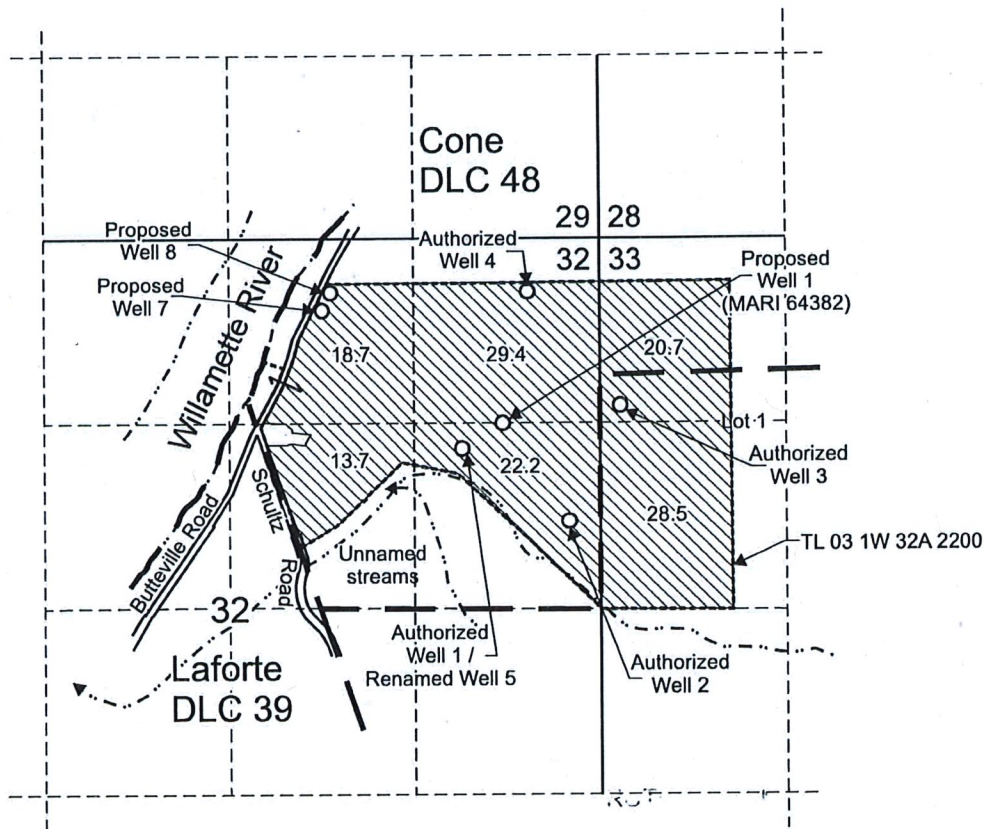 Cone
DLC 48
29 28
32 33
Proposed
Well 8
Authorized
Well 4
Proposed
Well 1
(MARI 64382)
Proposed
Well 7
Willamette River
18.7
29.4
20.7
Lot 1
Authorized
Well 3
13.7
22.2
28.5
Schultz
Road
TL 03 1W 32A 2200
Butteville Road
Unnamed
streams
32
Authorized
Well 1 /
Renamed Well 5
Authorized
Well 2
Laforte
DLC 39